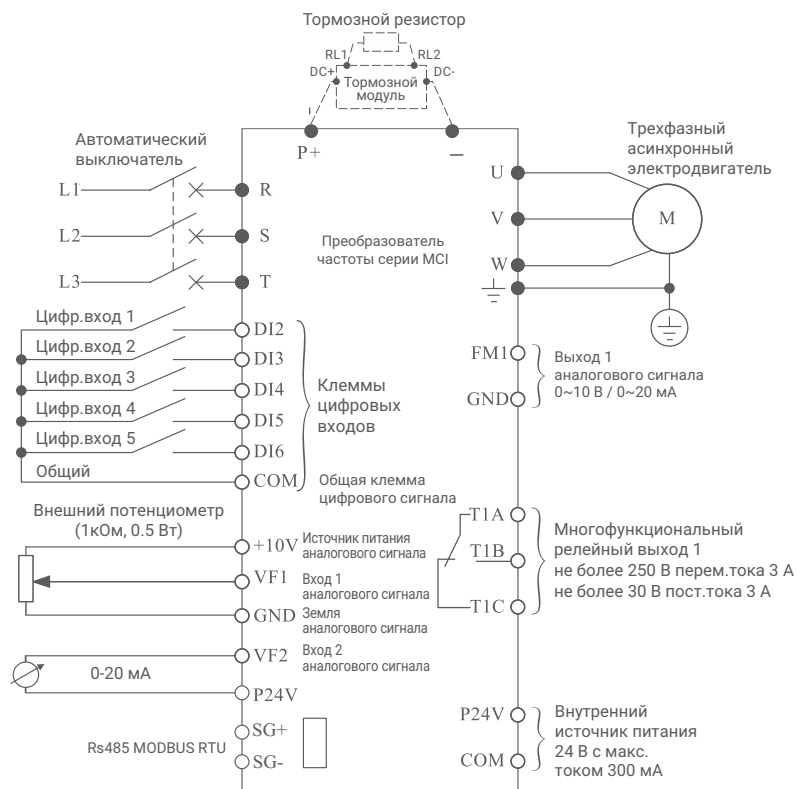 Тормозной резистор
RL1
RL2
DC+
DC-
Тормозной
модуль
P+
–
Автоматический
выключатель
L1
R
L2
S
L3
T
Преобразователь
частоты серии MCI
Трехфазный
асинхронный
электродвигатель
U
V
W
M
Цифр.вход 1
DI2
Цифр.вход 2
DI3
Цифр.вход 3
DI4
Цифр.вход 4
DI5
Цифр.вход 5
DI6
Общий
COM
Клеммы
цифровых
входов
Общая клемма
цифрового сигнала
FM1
GND
Выход 1
аналогового сигнала
0~10 В / 0~20 мА
Внешний потенциометр
(1кОм, 0.5 Вт)
+10V
Источник питания
аналогового сигнала
VF1
Вход 1
аналогового сигнала
GND
Земля
аналогового сигнала
VF2
Вход 2
аналогового сигнала
0-20 мА
P24V
Rs485 MODBUS RTU
SG+
SG-
T1A
T1B
T1C
Многофункциональный
релейный выход 1
не более 250 В перем.тока 3 А
не более 30 В пост.тока 3 А
P24V
COM
Внутренний
источник питания
24 В с макс.
током 300 мА